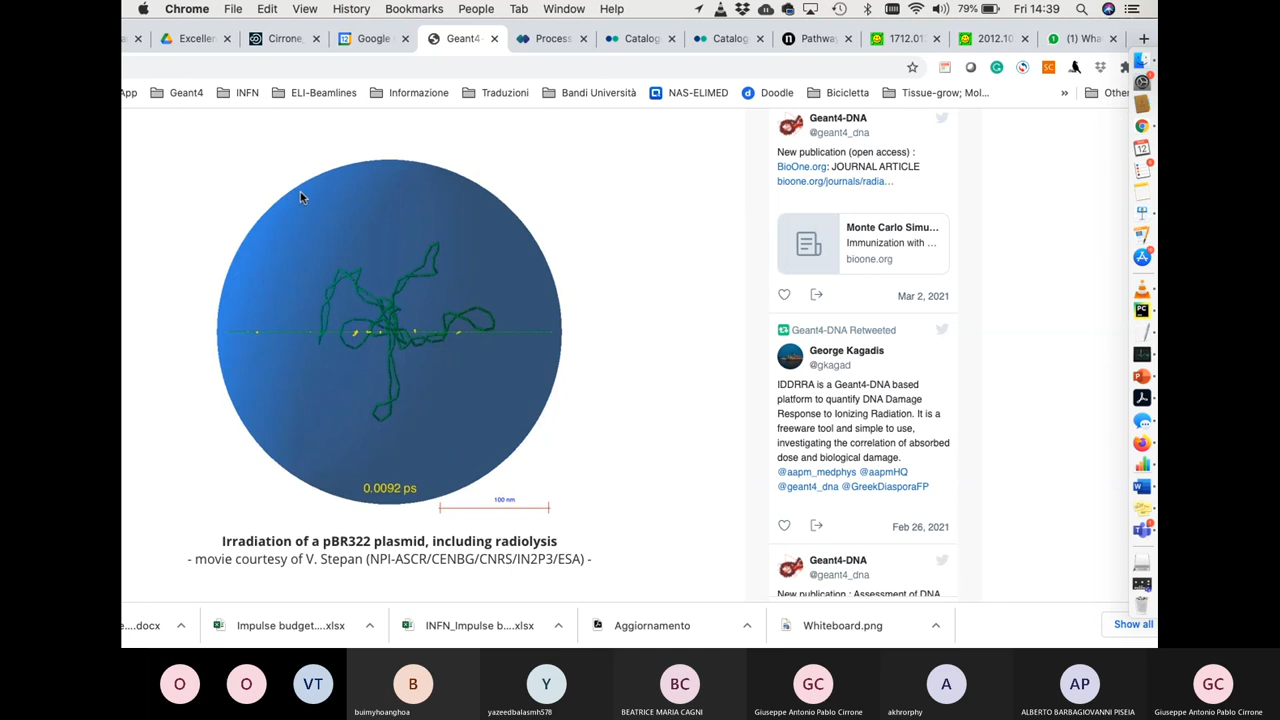 Chrome File Edit View History Bookmarks People Tab Window Help 79% Fri 14:39
Excellen Cirrone, Google Geant4- Process Catalog Catalog Pathway 1712.01 2012.10 (1) Wha
App Geant4 INFN ELI-Beamlines Informazione Traduzioni Bandi Università NAS-ELIMED Doodle Bicicletta Tissue-grow; Mol... » Other
Geant4-DNA
@geant4_dna
New publication (open access) :
BioOne.org: JOURNAL ARTICLE
bioone.org/journals/radia…
Monte Carlo Simu...
Immunization with ...
bioone.org
Mar 2, 2021
Geant4-DNA Retweeted
George Kagadis
@gkagad
IDDRRA is a Geant4-DNA based
platform to quantify DNA Damage
Response to Ionizing Radiation. It is a
freeware tool and simple to use,
investigating the correlation of absorbed
dose and biological damage.
@aapm_medphys @aapmHQ
@geant4_dna @GreekDiasporaFP
Feb 26, 2021
Geant4-DNA
@geant4_dna
New publication : Assessment of DNA
0.0092 ps
100 nm
Irradiation of a pBR322 plasmid, including radiolysis
- movie courtesy of V. Stepan (NPI-ASCR/CENBG/CNRS/IN2P3/ESA) -
e....docx Impulse budget....xlsx INFN_Impulse b....xlsx Aggiornamento Whiteboard.png Show all
O O VT B Y BC GC A AP GC
buimyhoanghoa yazeedbalasmh578 BEATRICE MARIA CAGNI Giuseppe Antonio Pablo Cirrone akhrorphy ALBERTO BARBAGIOVANNI PISEIA Giuseppe Antonio Pablo Cirrone